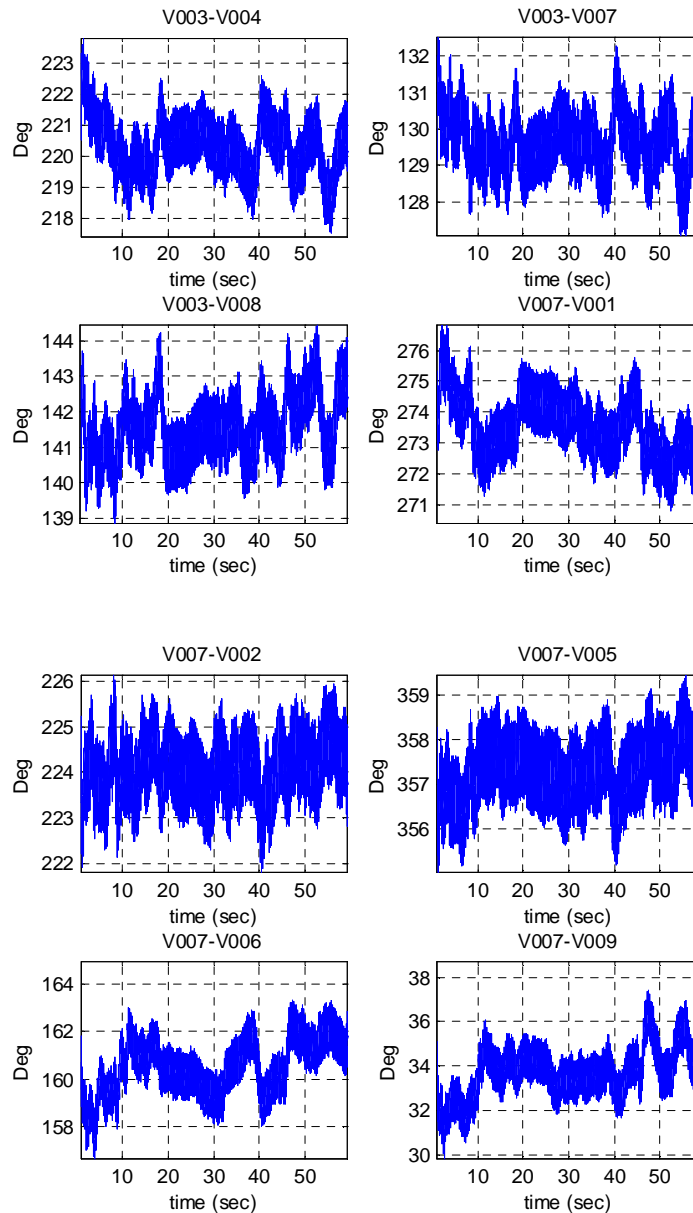 V003-V004
V003-V007
Deg
223
222
221
220
219
218
10 20 30 40 50
time (sec)
Deg
132
131
130
129
128
10 20 30 40 50
time (sec)
V003-V008
V007-V001
Deg
144
143
142
141
140
139
10 20 30 40 50
time (sec)
Deg
276
275
274
273
272
271
10 20 30 40 50
time (sec)
V007-V002
V007-V005
Deg
226
225
224
223
222
10 20 30 40 50
time (sec)
Deg
359
358
357
356
10 20 30 40 50
time (sec)
V007-V006
V007-V009
Deg
164
162
160
158
10 20 30 40 50
time (sec)
Deg
38
36
34
32
30
10 20 30 40 50
time (sec)